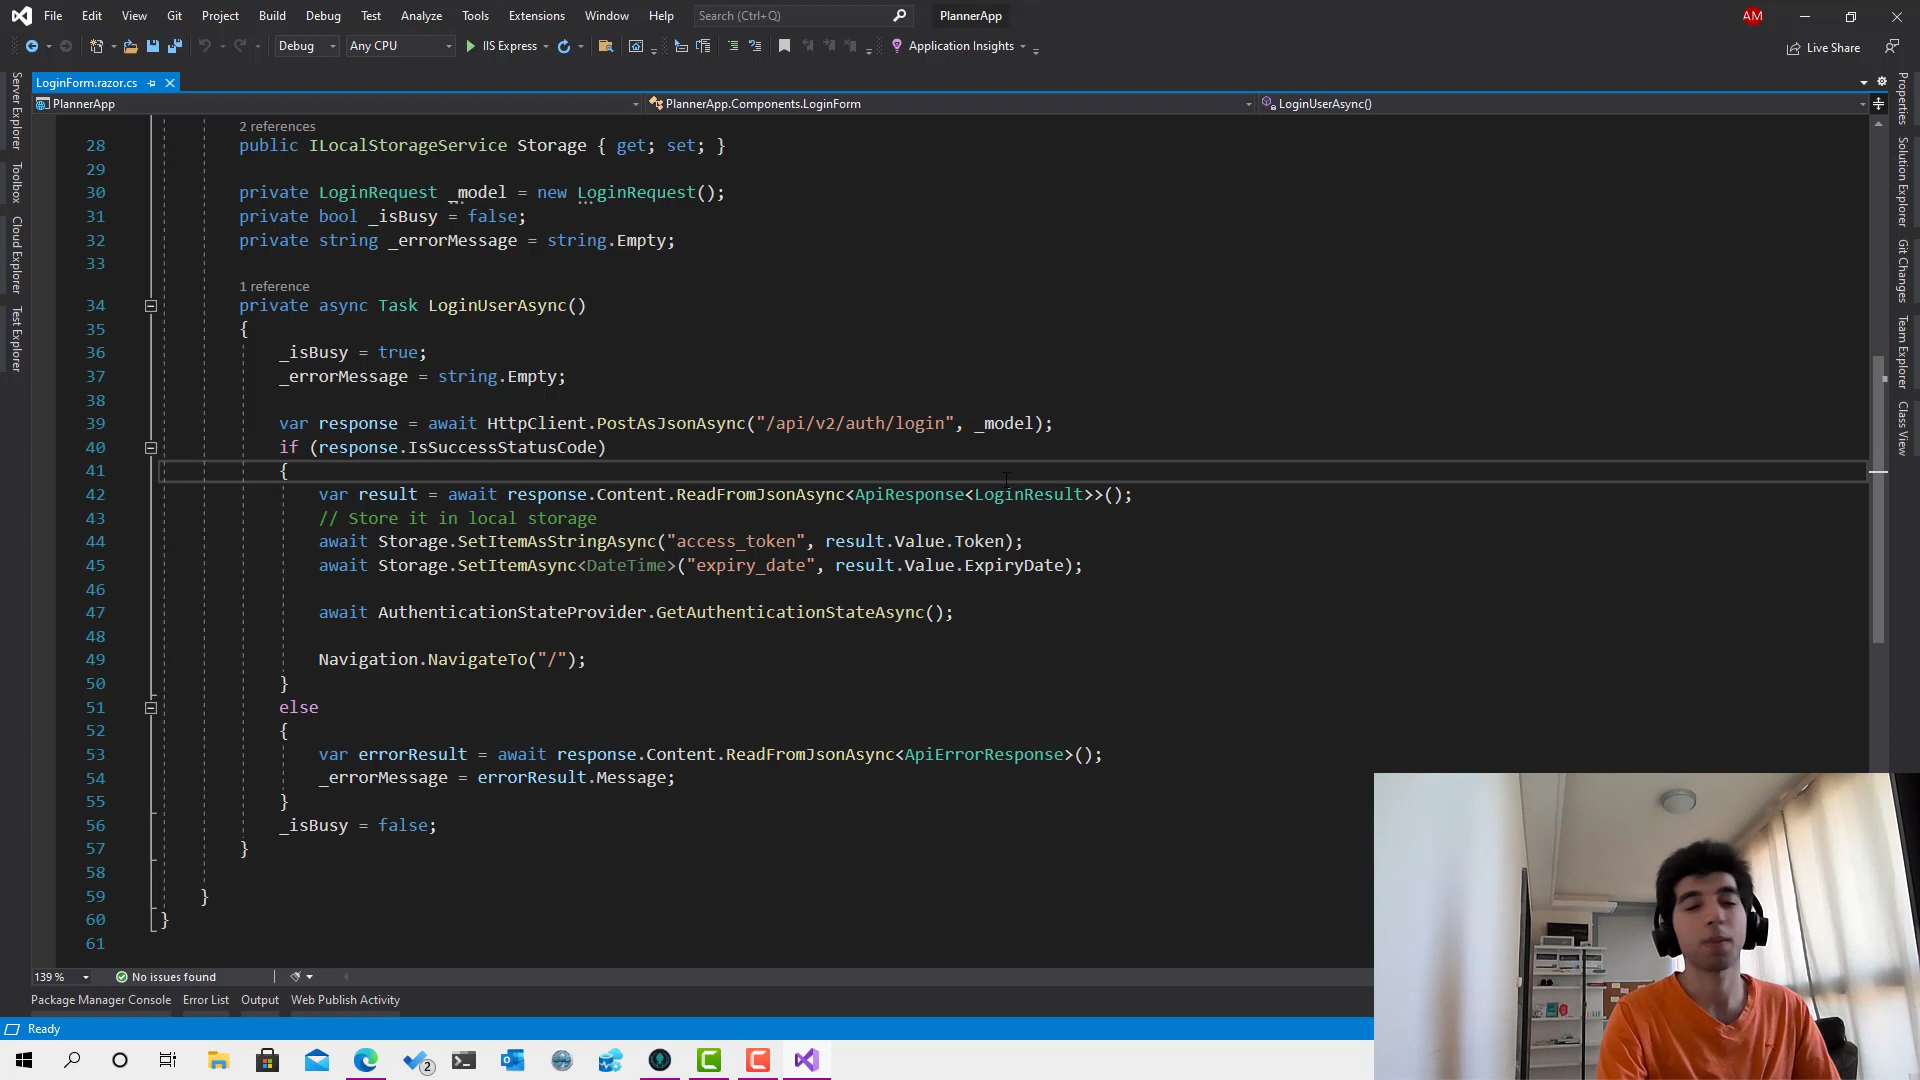 File Edit View Git Project Build Debug Test Analyze Tools Extensions Window Help Search (Ctrl+Q) PlannerApp AM
Debug Any CPU IIS Express Application Insights Live Share
LoginForm.razor.cs
PlannerApp PlannerApp.Components.LoginForm LoginUserAsync()
Server Explorer
Toolbox
Cloud Explorer
Test Explorer
2 references
28 public ILocalStorageService Storage { get; set; }
29
30 private LoginRequest _model = new LoginRequest();
31 private bool _isBusy = false;
32 private string _errorMessage = string.Empty;
33
1 reference
34 private async Task LoginUserAsync()
35 {
36 _isBusy = true;
37 _errorMessage = string.Empty;
38
39 var response = await HttpClient.PostAsJsonAsync("/api/v2/auth/login", _model);
40 if (response.IsSuccessStatusCode)
41 {
42 var result = await response.Content.ReadFromJsonAsync<ApiResponse<LoginResult>>();
43 // Store it in local storage
44 await Storage.SetItemAsStringAsync("access_token", result.Value.Token);
45 await Storage.SetItemAsync<DateTime>("expiry_date", result.Value.ExpiryDate);
46
47 await AuthenticationStateProvider.GetAuthenticationStateAsync();
48
49 Navigation.NavigateTo("/");
50 }
51 else
52 {
53 var errorResult = await response.Content.ReadFromJsonAsync<ApiErrorResponse>();
54 _errorMessage = errorResult.Message;
55 }
56 _isBusy = false;
57 }
58
59 }
60 }
61
Properties
Solution Explorer
Git Changes
Team Explorer
Class View
139 % No issues found
Package Manager Console Error List Output Web Publish Activity
Ready
2